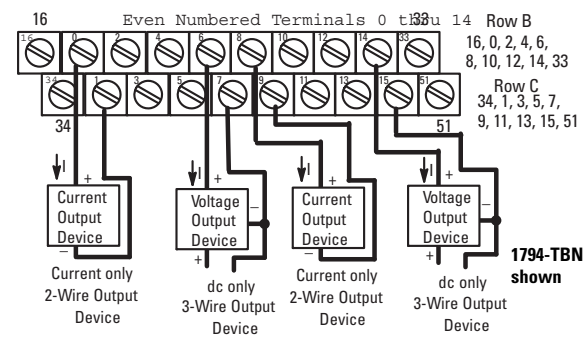 16 Even Numbered Terminals 0 thru 14 33 Row B
16, 0, 2, 4, 6,
8, 10, 12, 14, 33
16 0 2 4 6 8 10 12 14 33
Row C
34, 1, 3, 5, 7,
9, 11, 13, 15, 51
34 1 3 5 7 9 11 13 15 51
34 51
I + I + I + I +
Current
Output
Device
−
Voltage
Output
Device
−
+
Current
Output
Device
−
Voltage
Output
Device
−
+
Current only
2-Wire Output
Device
dc only
3-Wire Output
Device
Current only
2-Wire Output
Device
dc only
3-Wire Output
Device
1794-TBN
shown